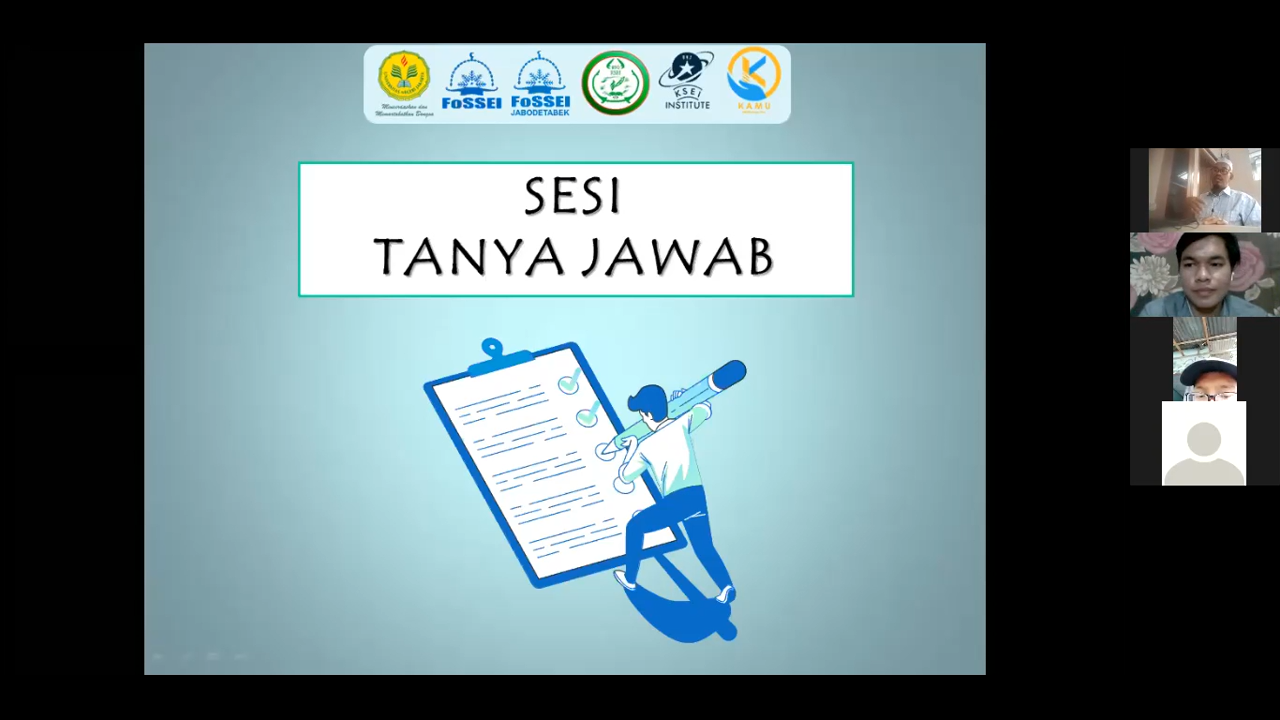 FoSSEI
FoSSEI
JABODETABEK
KSEI
INSTITUTE
KAMU
SESI
TANYA JAWAB